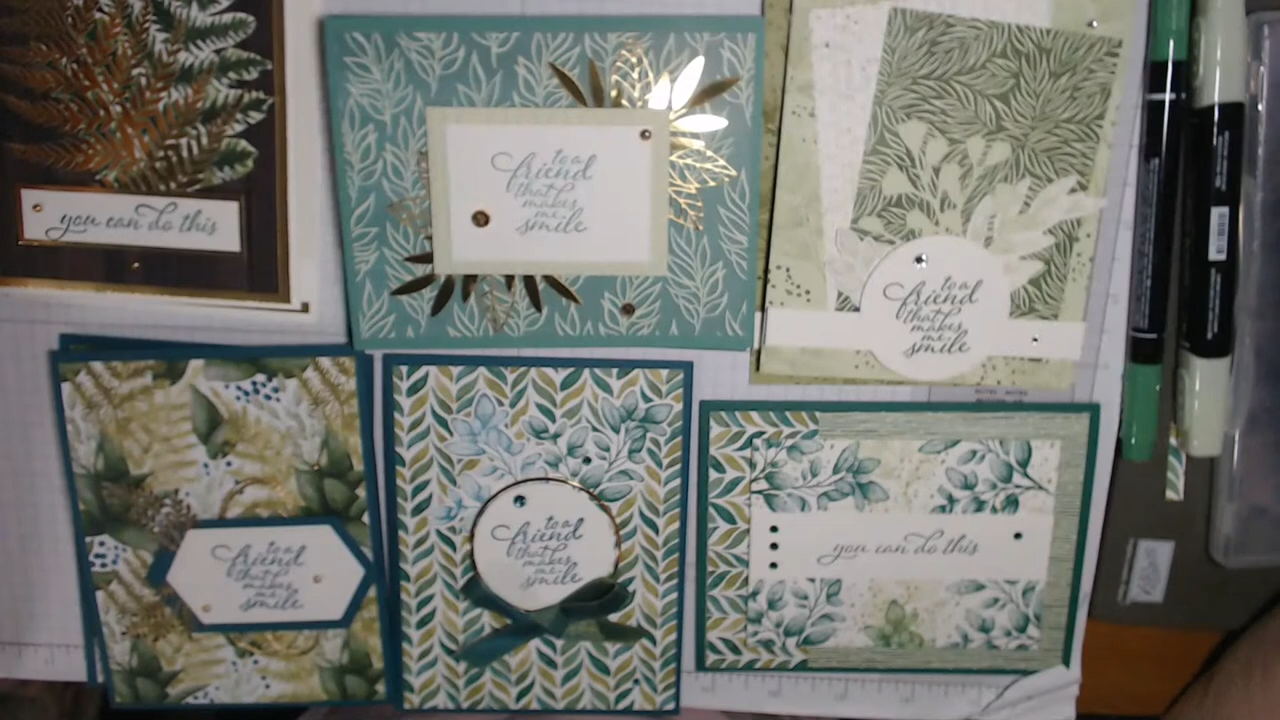 you can do this
to a
friend
that
makes
me
smile
to a
friend
that
makes
me
smile
to a
friend
that
makes
me
smile
to a
friend
that
makes
me
smile
you can do this